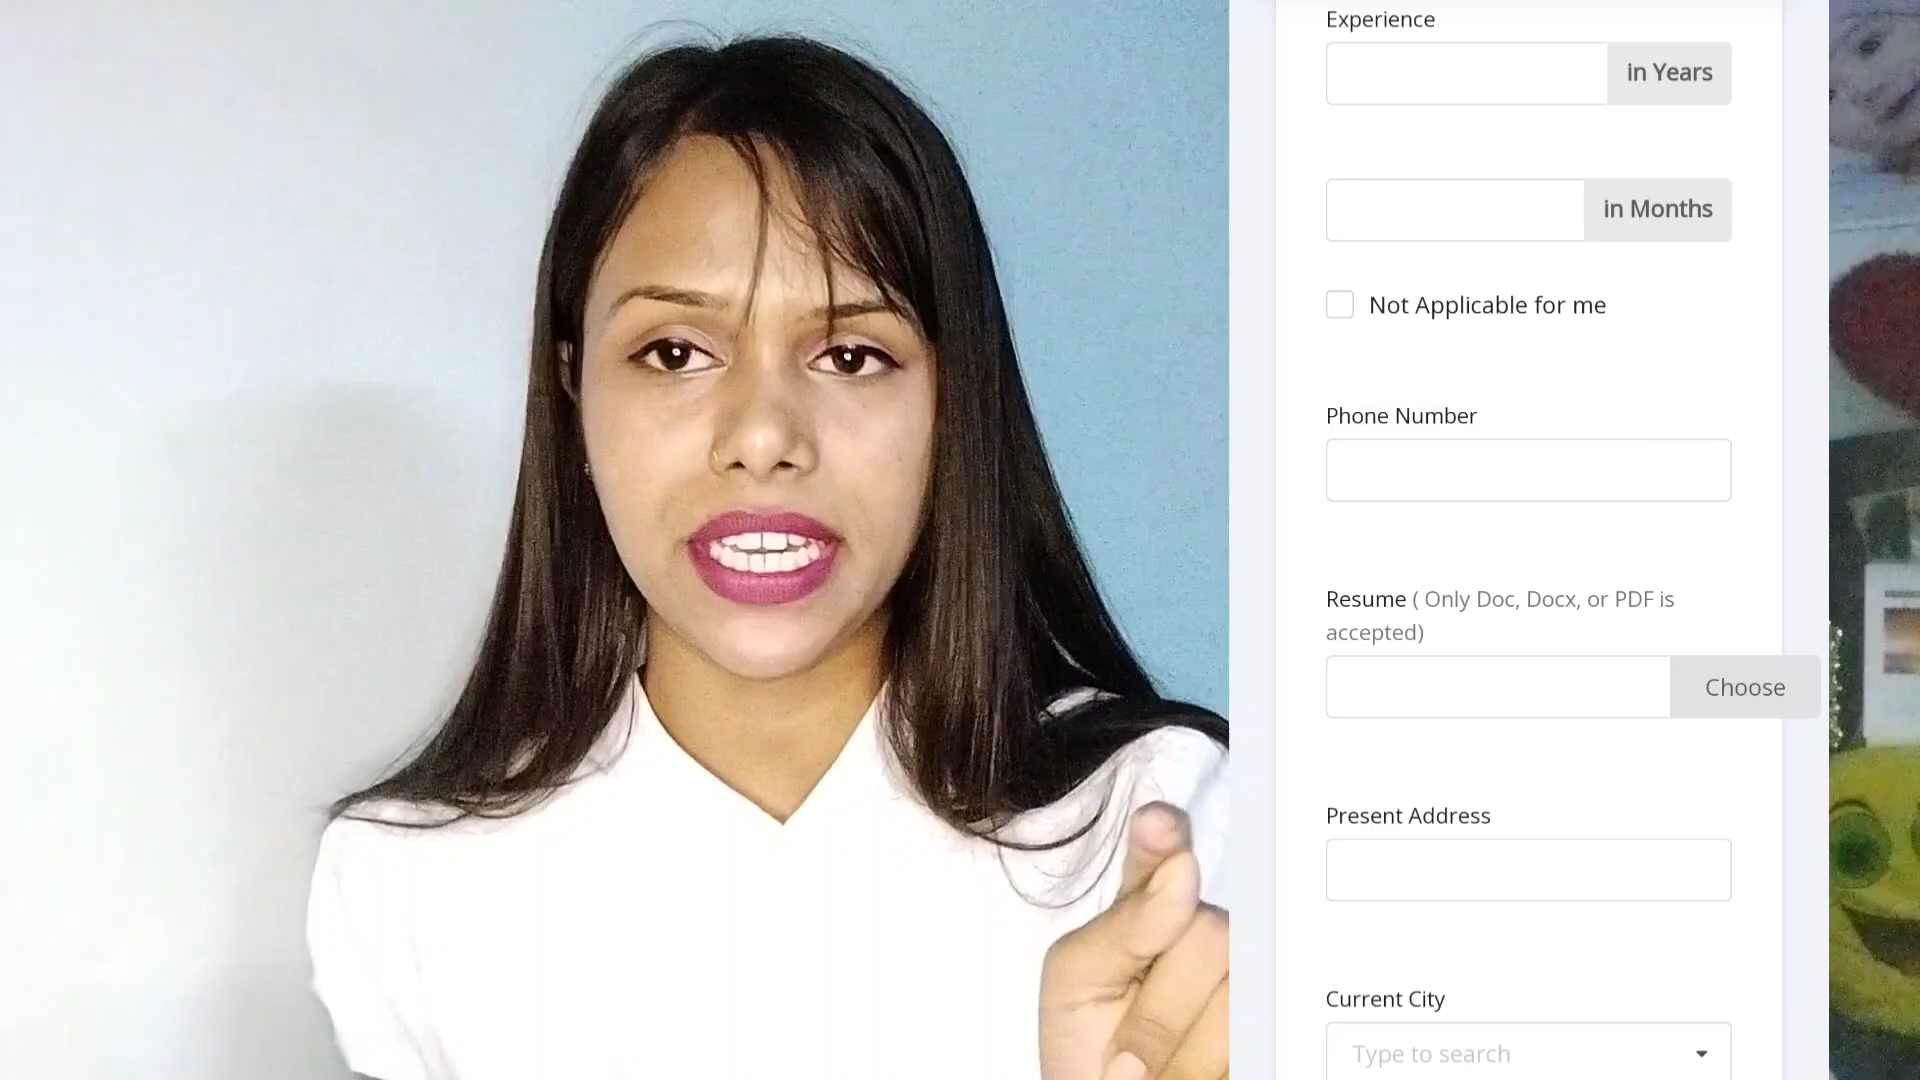 Experience
in Years
in Months
Not Applicable for me
Phone Number
Resume ( Only Doc, Docx, or PDF is
accepted)
Choose
Present Address
Current City
Type to search